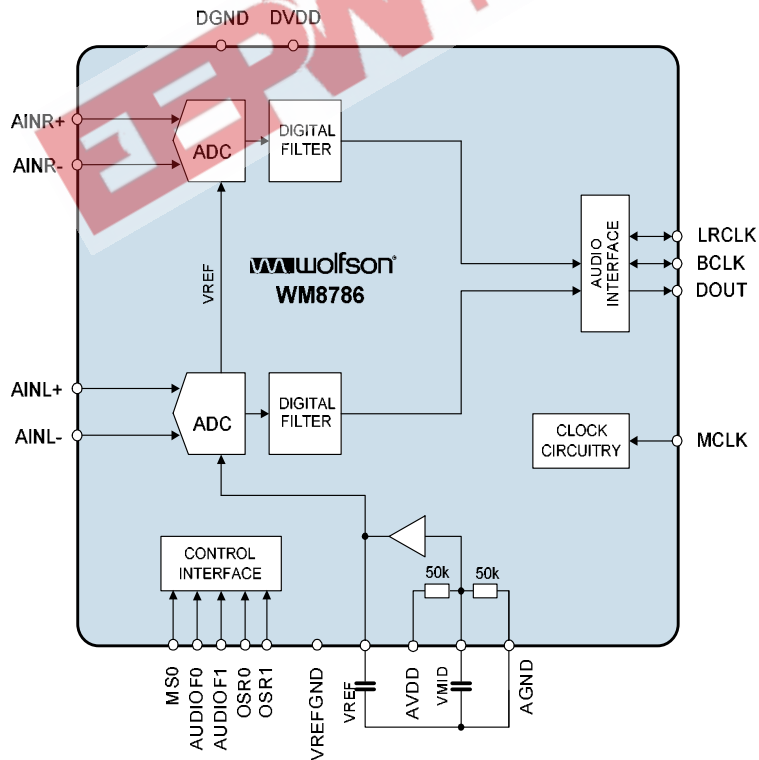 DGND DVDD
EEPW
AINR+
AINR-
ADC
DIGITAL
FILTER
VREF
wolfson
WM8786
AUDIO
INTERFACE
LRCLK
BCLK
DOUT
AINL+
AINL-
ADC
DIGITAL
FILTER
CLOCK
CIRCUITRY
MCLK
CONTROL
INTERFACE
50k 50k
MS0
AUDIOF0
AUDIOF1
OSR0
OSR1
VREFGND
VREF
AVDD
VMID
AGND